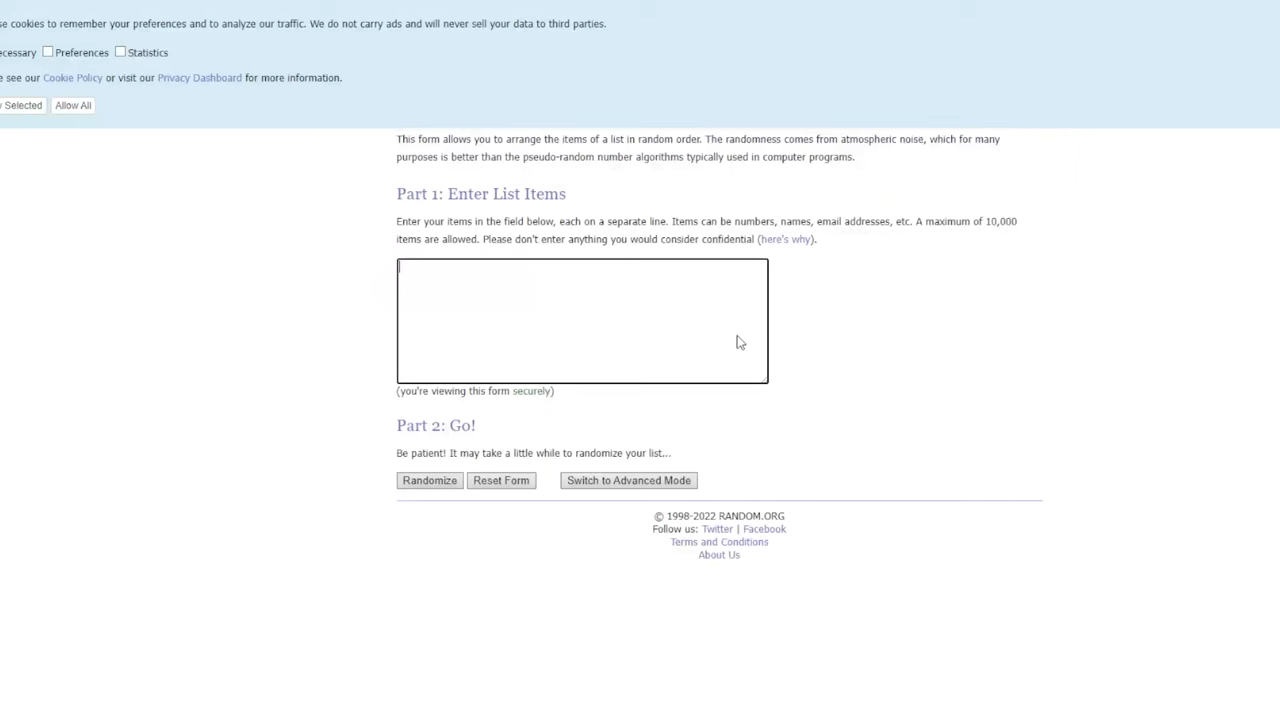 se cookies to remember your preferences and to analyze our traffic. We do not carry ads and will never sell your data to third parties.
ecessary Preferences Statistics
e see our Cookie Policy or visit our Privacy Dashboard for more information.
w Selected Allow All
This form allows you to arrange the items of a list in random order. The randomness comes from atmospheric noise, which for many
purposes is better than the pseudo-random number algorithms typically used in computer programs.
Part 1: Enter List Items
Enter your items in the field below, each on a separate line. Items can be numbers, names, email addresses, etc. A maximum of 10,000
items are allowed. Please don't enter anything you would consider confidential (here's why).
(you're viewing this form securely)
Part 2: Go!
Be patient! It may take a little while to randomize your list...
Randomize Reset Form Switch to Advanced Mode
© 1998-2022 RANDOM.ORG
Follow us: Twitter | Facebook
Terms and Conditions
About Us